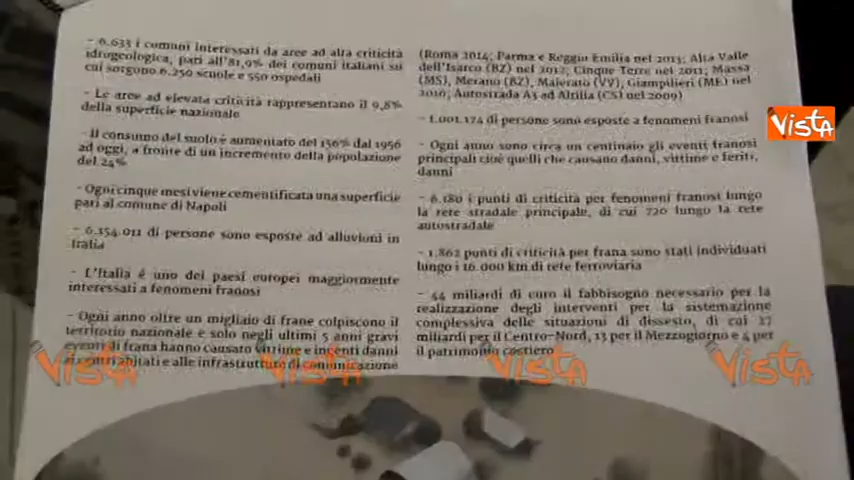 - 6.633 i comuni interessati da aree ad alta criticità
idrogeologica, pari all'81,9% dei comuni italiani su
cui sorgono 6.250 scuole e 550 ospedali
- Le aree ad elevata criticità rappresentano il 9,8%
della superficie nazionale
- Il consumo del suolo è aumentato del 156% dal 1956
ad oggi, a fronte di un incremento della popolazione
del 24%
- Ogni cinque mesi viene cementificata una superficie
pari al comune di Napoli
- 6.154.011 di persone sono esposte ad alluvioni in
Italia
- L'Italia è uno dei paesi europei maggiormente
interessati a fenomeni franosi
- Ogni anno oltre un migliaio di frane colpiscono il
territorio nazionale e solo negli ultimi 5 anni gravi
eventi di frana hanno causato vittime e ingenti danni
ai centri abitati e alle infrastrutture di comunicazione
(Roma 2014; Parma e Reggio Emilia nel 2013; Alta Valle
dell'Isarco (BZ) nel 2012; Cinque Terre nel 2011; Massa
(MS), Merano (BZ), Maierato (VV), Giampilieri (ME) nel
2010; Autostrada A3 ad Altilia (CS) nel 2009)
- 1.001.174 di persone sono esposte a fenomeni franosi
- Ogni anno sono circa un centinaio gli eventi franosi
principali cioè quelli che causano danni, vittime e feriti,
danni
- 6.180 i punti di criticità per fenomeni franosi lungo
la rete stradale principale, di cui 720 lungo la rete
autostradale
- 1.862 punti di criticità per frana sono stati individuati
lungo i 16.000 km di rete ferroviaria
- 44 miliardi di euro il fabbisogno necessario per la
realizzazione degli interventi per la sistemazione
complessiva delle situazioni di dissesto, di cui 27
miliardi per il Centro-Nord, 13 per il Mezzogiorno e 4 per
il patrimonio costiero
VISTA
VISTA
VISTA
VISTA
VISTA